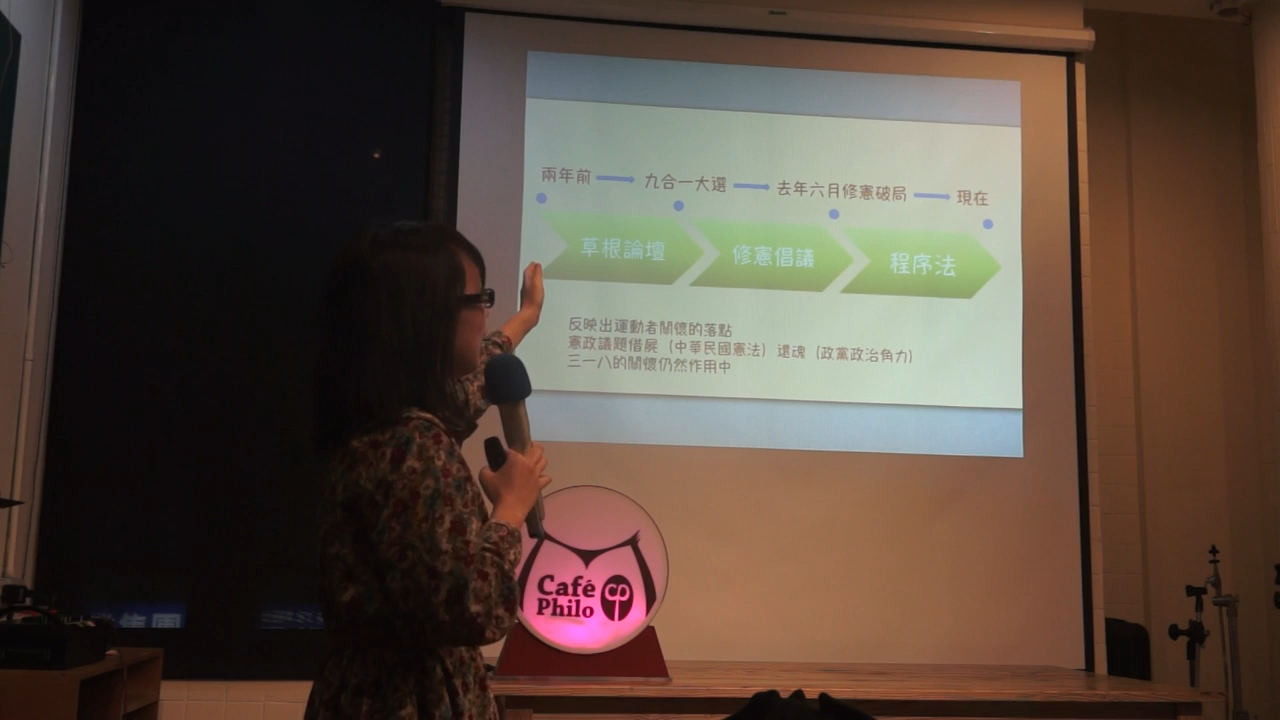 兩年前 九合一大選 去年六月修憲破局 現在
草根論壇 修憲倡議 程序法
反映出運動者關懷的落點
憲政議題借屍（中華民國憲法）還魂（政黨政治角力）
三一八的關懷仍然作用中
Café
Philo
集團